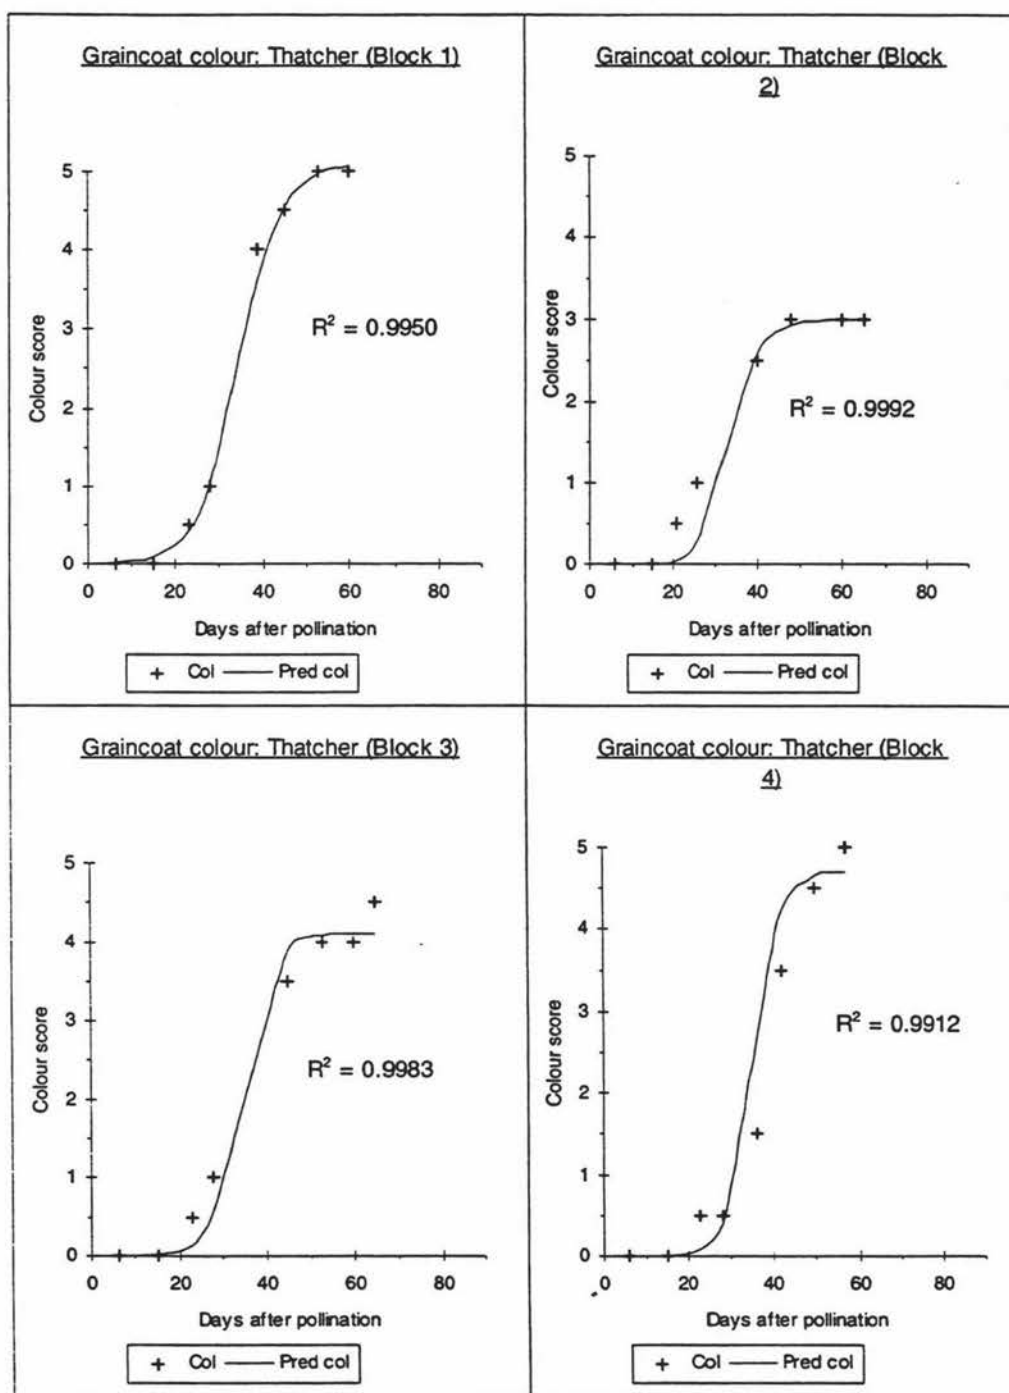 Graincoat colour: Thatcher (Block 1)
5
4
3
2
1
0
Colour score
R² = 0.9950
0 20 40 60 80
Days after pollination
+ Col —— Pred col
Graincoat colour: Thatcher (Block
2)
5
4
3
2
1
0
Colour score
R² = 0.9992
0 20 40 60 80
Days after pollination
+ Col —— Pred col
Graincoat colour: Thatcher (Block 3)
5
4
3
2
1
0
Colour score
R² = 0.9983
0 20 40 60 80
Days after pollination
+ Col —— Pred col
Graincoat colour: Thatcher (Block
4)
5
4
3
2
1
0
Colour score
R² = 0.9912
0 20 40 60 80
Days after pollination
+ Col —— Pred col